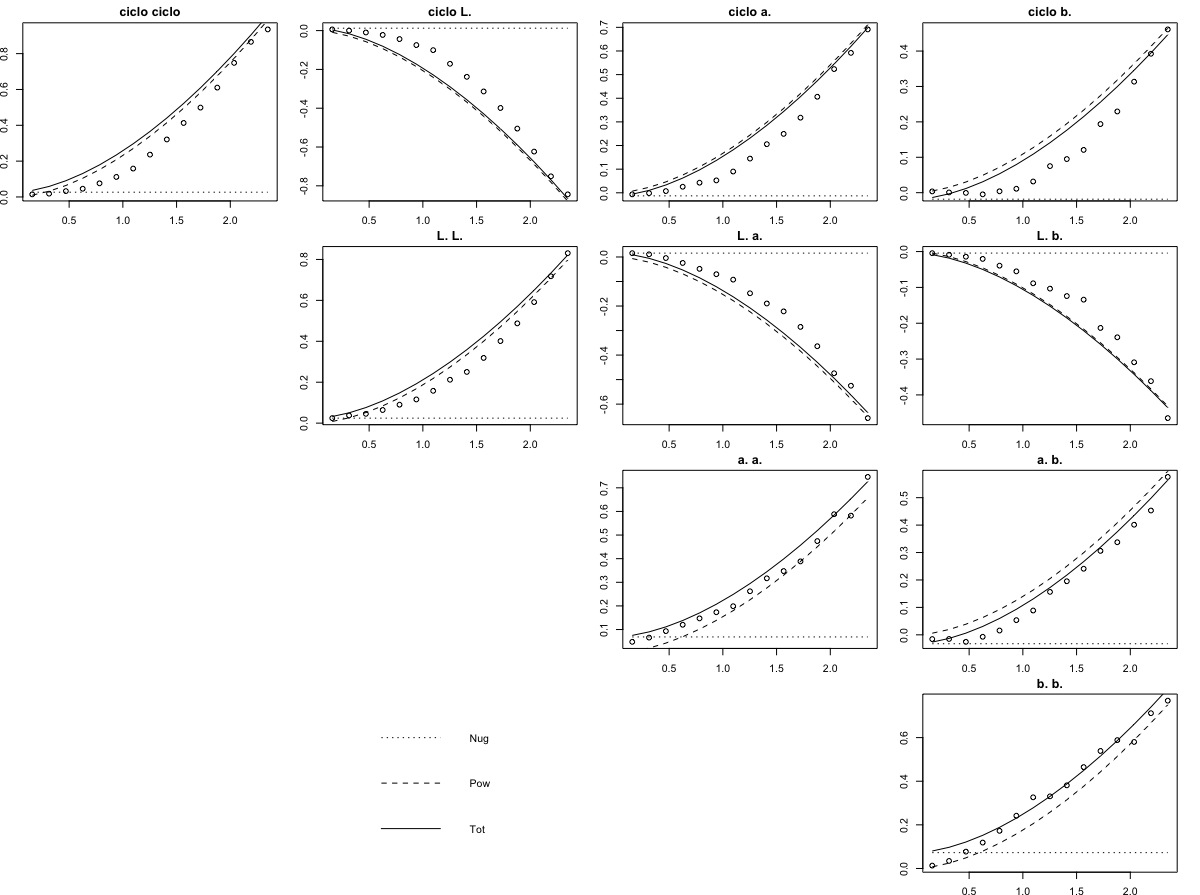 ciclo ciclo
ciclo L.
ciclo a.
ciclo b.
0.0 0.2 0.4 0.6 0.8
0.5 1.0 1.5 2.0
-0.8 -0.6 -0.4 -0.2 0.0
0.5 1.0 1.5 2.0
0.0 0.1 0.2 0.3 0.4 0.5 0.6 0.7
0.5 1.0 1.5 2.0
0.0 0.1 0.2 0.3 0.4
0.5 1.0 1.5 2.0
L. L.
L. a.
L. b.
0.0 0.2 0.4 0.6 0.8
0.5 1.0 1.5 2.0
-0.6 -0.4 -0.2 0.0
0.5 1.0 1.5 2.0
-0.4 -0.3 -0.2 -0.1 0.0
0.5 1.0 1.5 2.0
a. a.
a. b.
0.1 0.2 0.3 0.4 0.5 0.6 0.7
0.5 1.0 1.5 2.0
0.0 0.1 0.2 0.3 0.4 0.5
0.5 1.0 1.5 2.0
b. b.
0.0 0.2 0.4 0.6
0.5 1.0 1.5 2.0
Nug
Pow
Tot